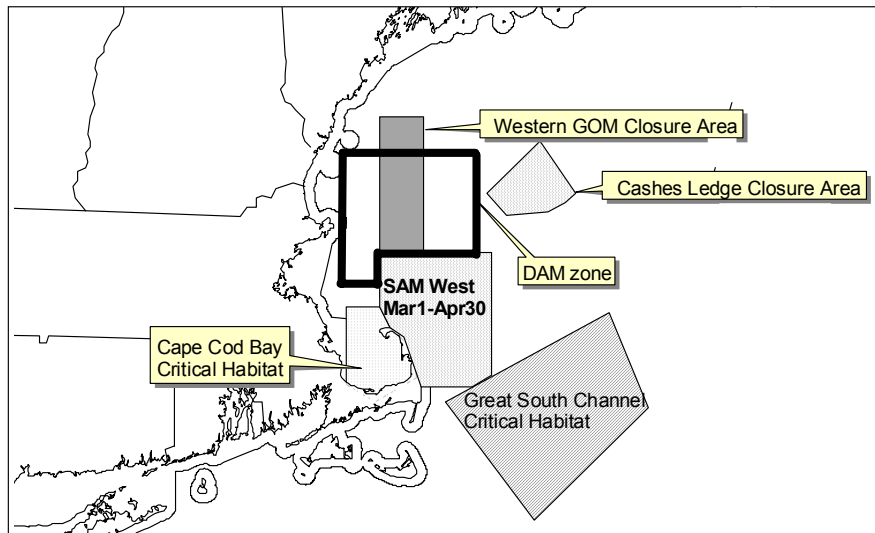 Western GOM Closure Area
Cashes Ledge Closure Area
DAM zone
SAM West
Mar1-Apr30
Cape Cod Bay
Critical Habitat
Great South Channel
Critical Habitat